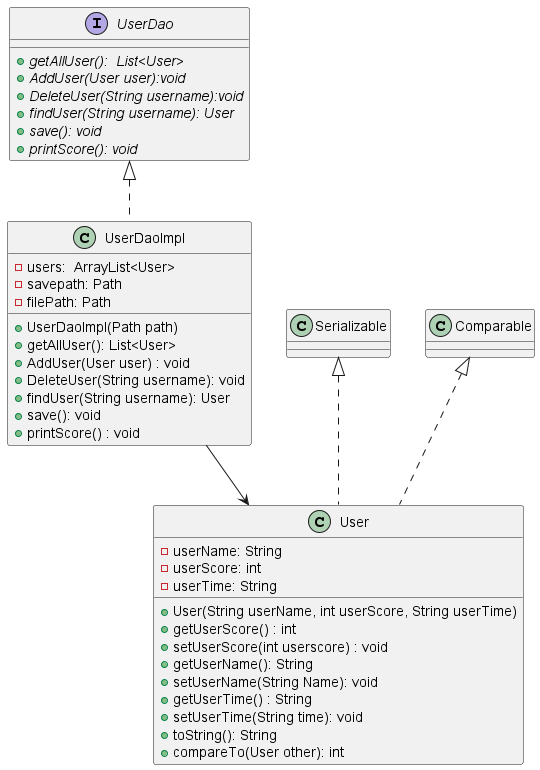 I UserDao
getAllUser():  List<User>
AddUser(User user):void
DeleteUser(String username):void
findUser(String username): User
save(): void
printScore(): void
C UserDaoImpl
users:  ArrayList<User>
savepath: Path
filePath: Path
UserDaoImpl(Path path)
getAllUser(): List<User>
AddUser(User user) : void
DeleteUser(String username): void
findUser(String username): User
save(): void
printScore() : void
C Serializable
C Comparable
C User
userName: String
userScore: int
userTime: String
User(String userName, int userScore, String userTime)
getUserScore() : int
setUserScore(int userscore) : void
getUserName(): String
setUserName(String Name): void
getUserTime() : String
setUserTime(String time): void
toString(): String
compareTo(User other): int